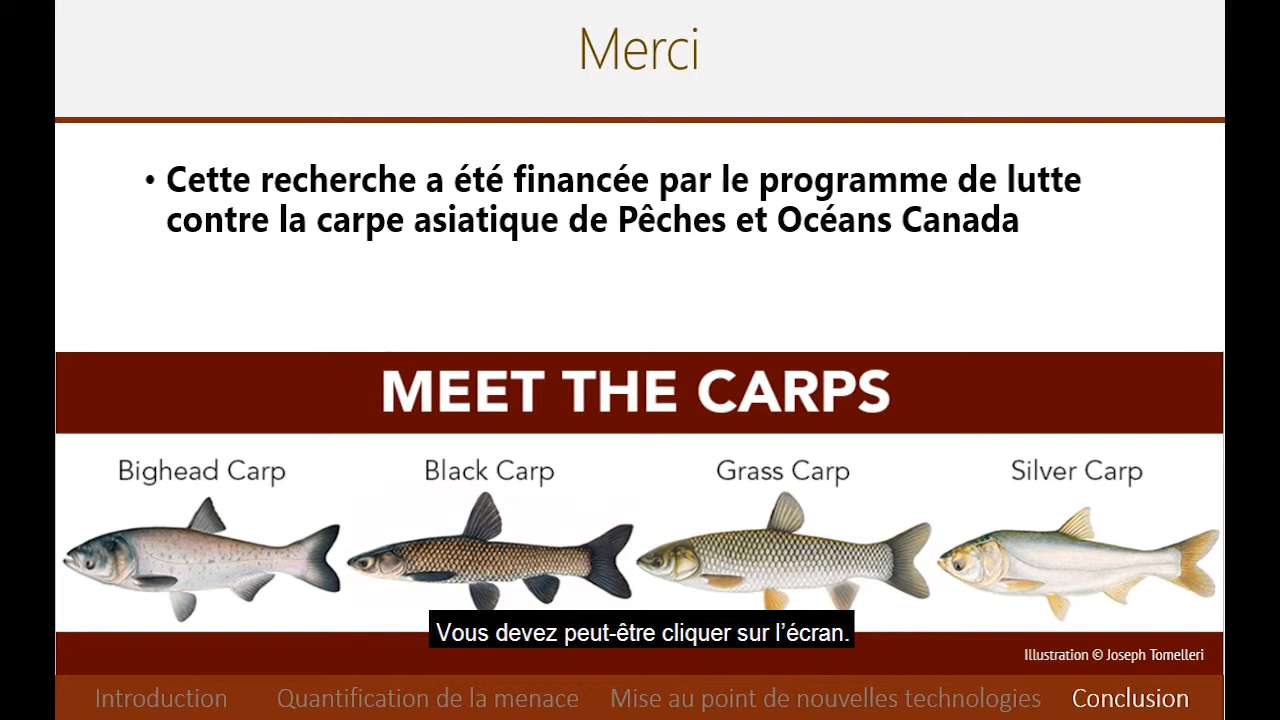 Merci
• Cette recherche a été financée par le programme de lutte
contre la carpe asiatique de Pêches et Océans Canada
MEET THE CARPS
Bighead Carp Black Carp Grass Carp Silver Carp
Vous devez peut-être cliquer sur l’écran.
Illustration © Joseph Tomelleri
Introduction Quantification de la menace Mise au point de nouvelles technologies Conclusion